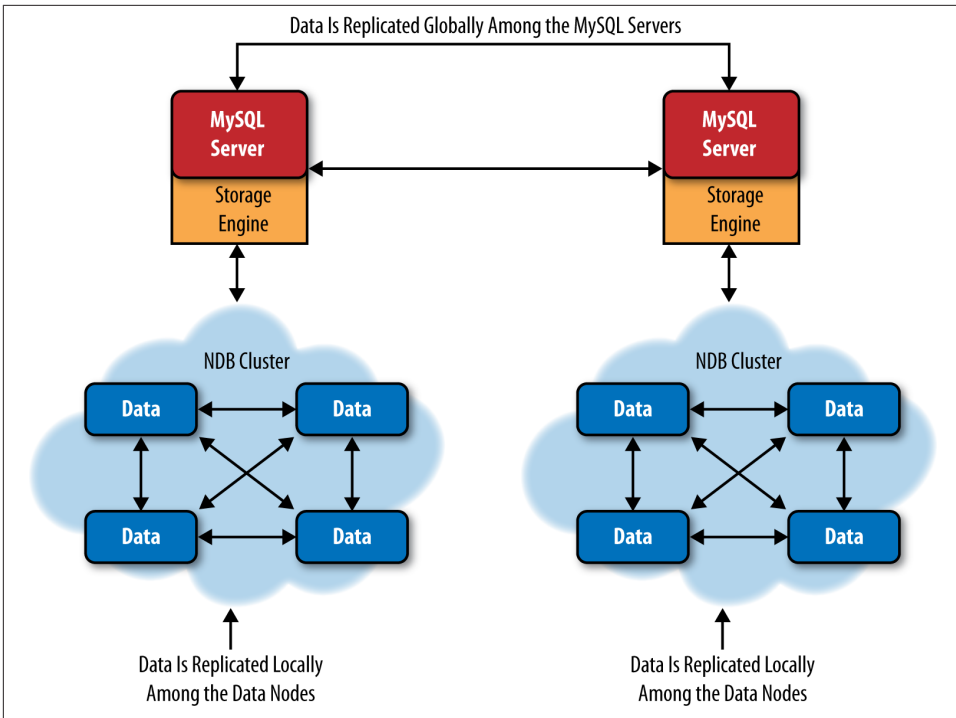 Data Is Replicated Globally Among the MySQL Servers
MySQL
Server
Storage
Engine
MySQL
Server
Storage
Engine
NDB Cluster
Data
Data
Data
Data
NDB Cluster
Data
Data
Data
Data
Data Is Replicated Locally
Among the Data Nodes
Data Is Replicated Locally
Among the Data Nodes